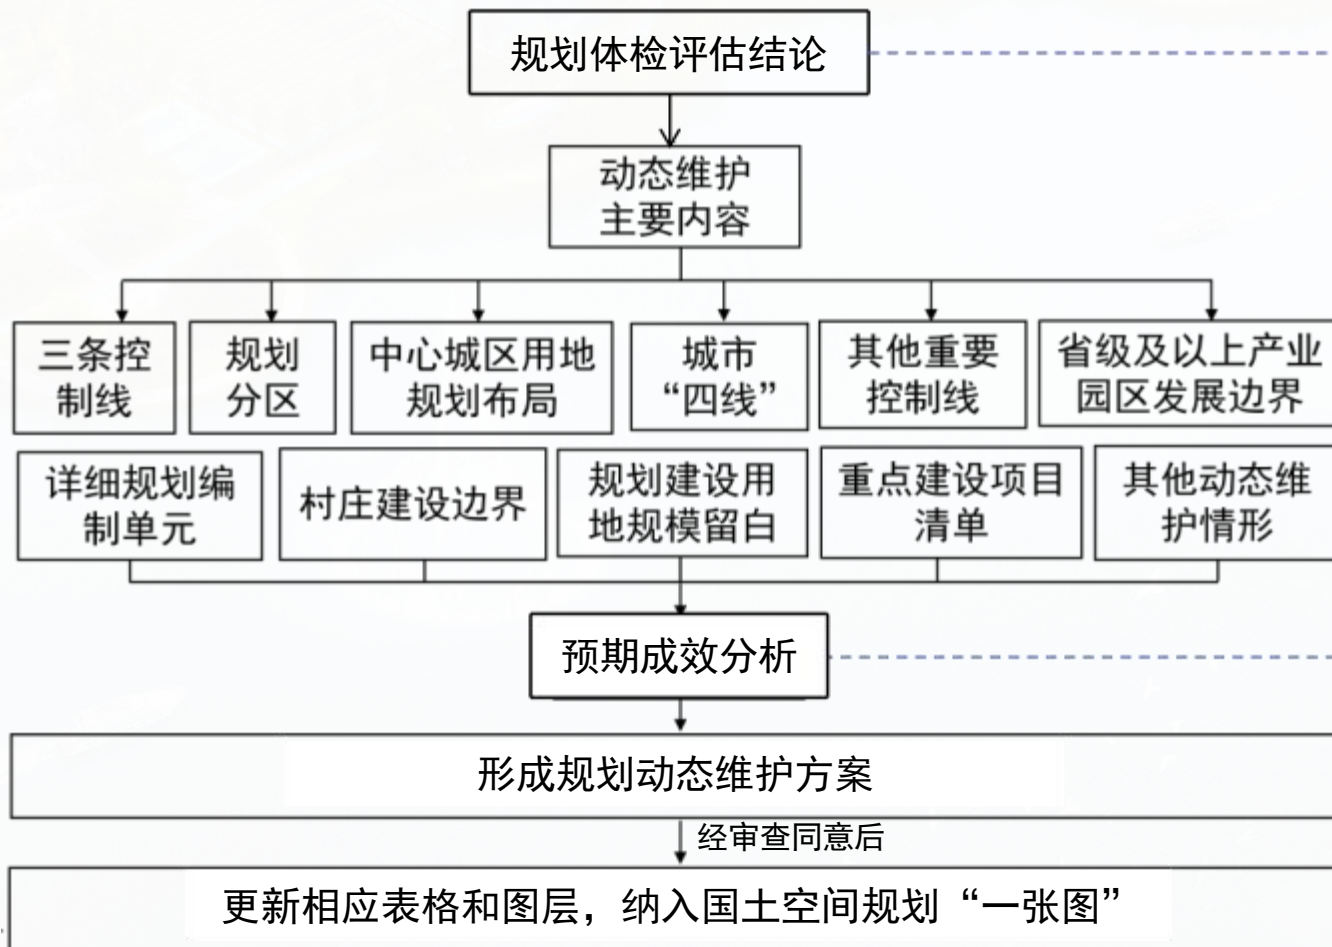 规划体检评估结论
动态维护
主要内容
三条控
制线
规划
分区
中心城区用地
规划布局
城市
“四线”
其他重要
控制线
省级及以上产业
园区发展边界
详细规划编
制单元
村庄建设边界
规划建设用
地规模留白
重点建设项目
清单
其他动态维
护情形
预期成效分析
形成规划动态维护方案
经审查同意后
更新相应表格和图层，纳入国土空间规划“一张图”